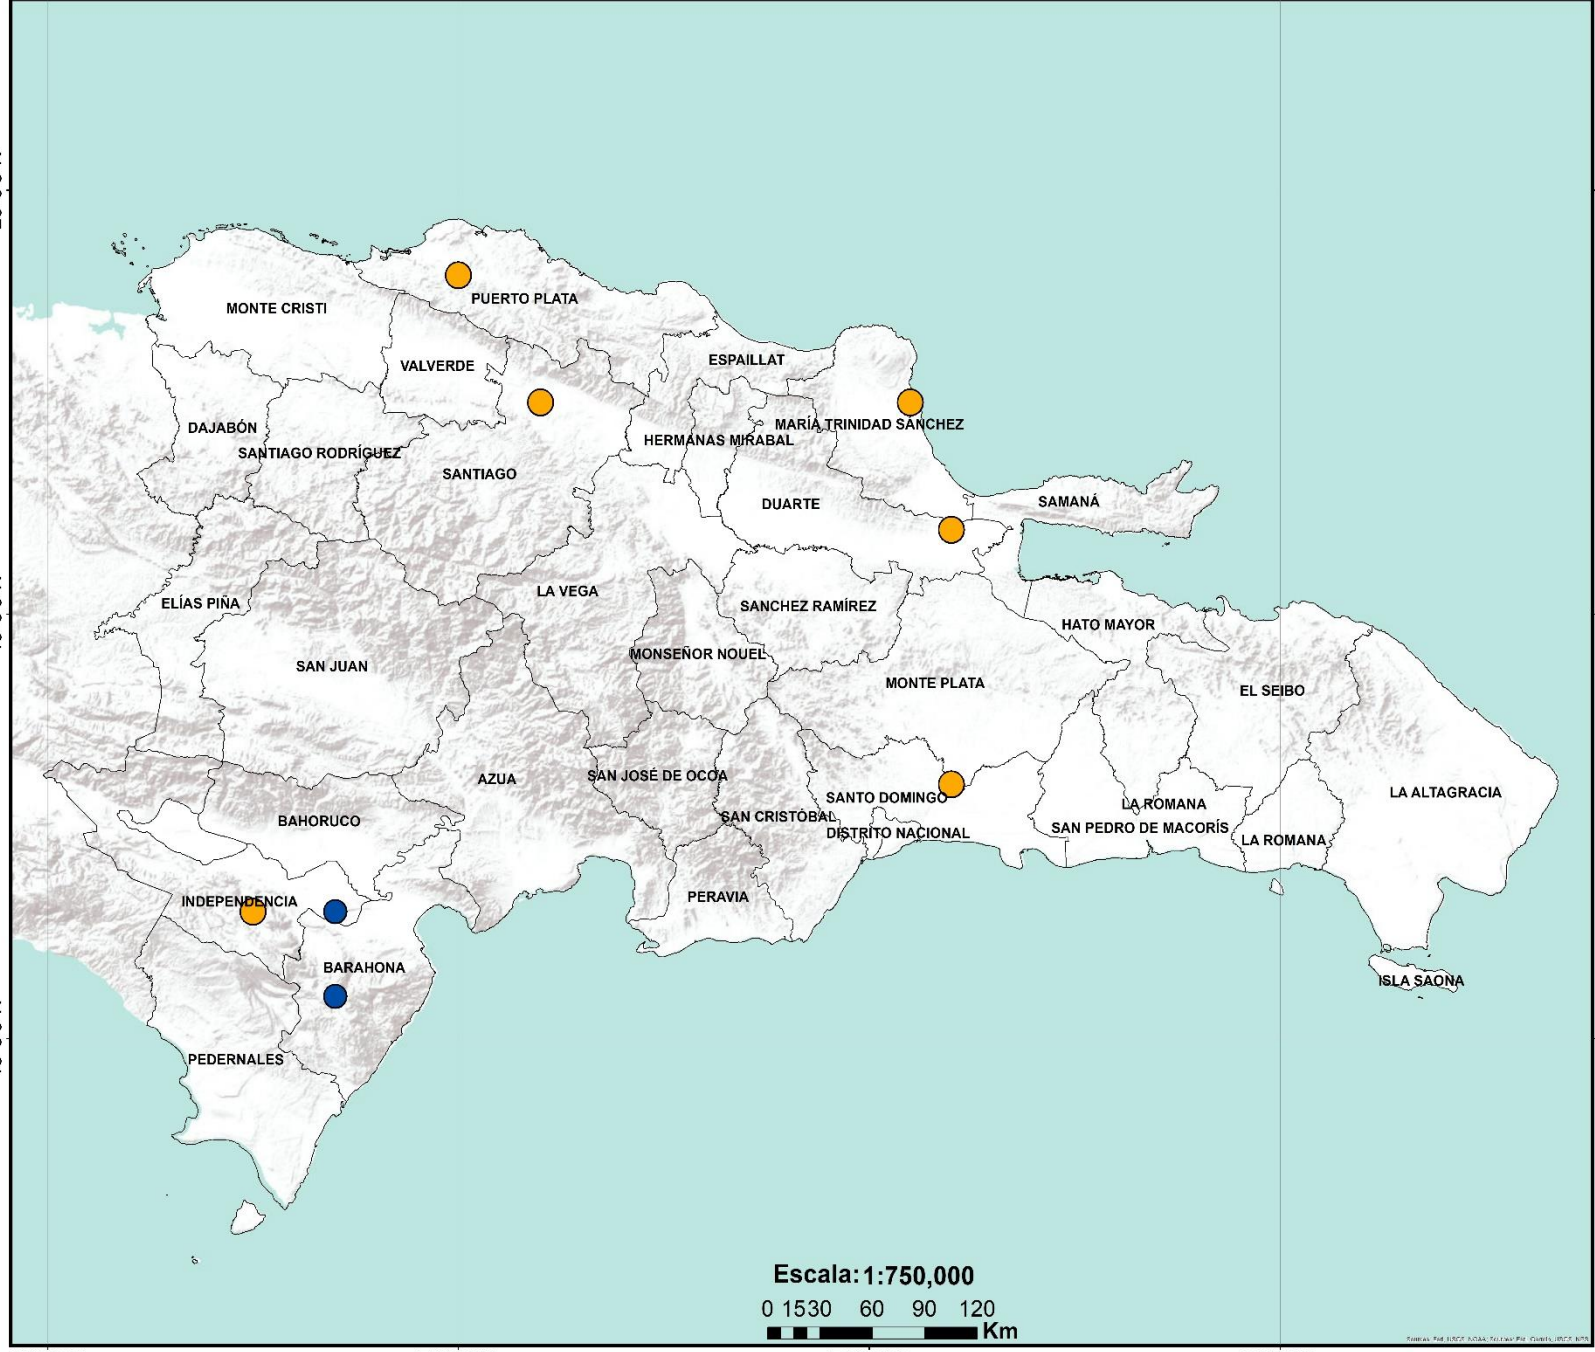 PUERTO PLATA
MONTE CRISTI
ESPAILLAT
VALVERDE
MARÍA TRINIDAD SÁNCHEZ
DAJABÓN
HERMANAS MIRABAL
SANTIAGO RODRÍGUEZ
SANTIAGO
SAMANÁ
DUARTE
LA VEGA
ELÍAS PIÑA
SANCHEZ RAMÍREZ
HATO MAYOR
MONSEÑOR NOUEL
SAN JUAN
MONTE PLATA
EL SEIBO
SAN JOSÉ DE OCOA
AZUA
LA ALTAGRACIA
SANTO DOMINGO
LA ROMANA
SAN CRISTÓBAL
BAHORUCO
SAN PEDRO DE MACORÍS
DISTRITO NACIONAL
LA ROMANA
PERAVIA
INDEPENDENCIA
BARAHONA
ISLA SAONA
PEDERNALES
Escala: 1:750,000
0 15 30 60 90 120
Km